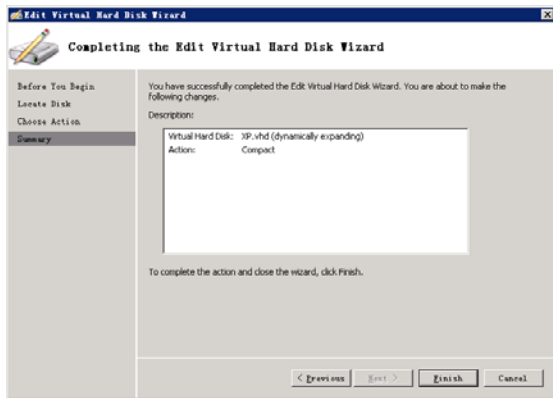 Edit Virtual Hard Disk Wizard
Completing the Edit Virtual Hard Disk Wizard
Before You Begin
Locate Disk
Choose Action
Summary
You have successfully completed the Edit Virtual Hard Disk Wizard. You are about to make the
following changes.
Description:
Virtual Hard Disk: XP.vhd (dynamically expanding)
Action: Compact
To complete the action and close the wizard, click Finish.
< Previous Next > Finish Cancel